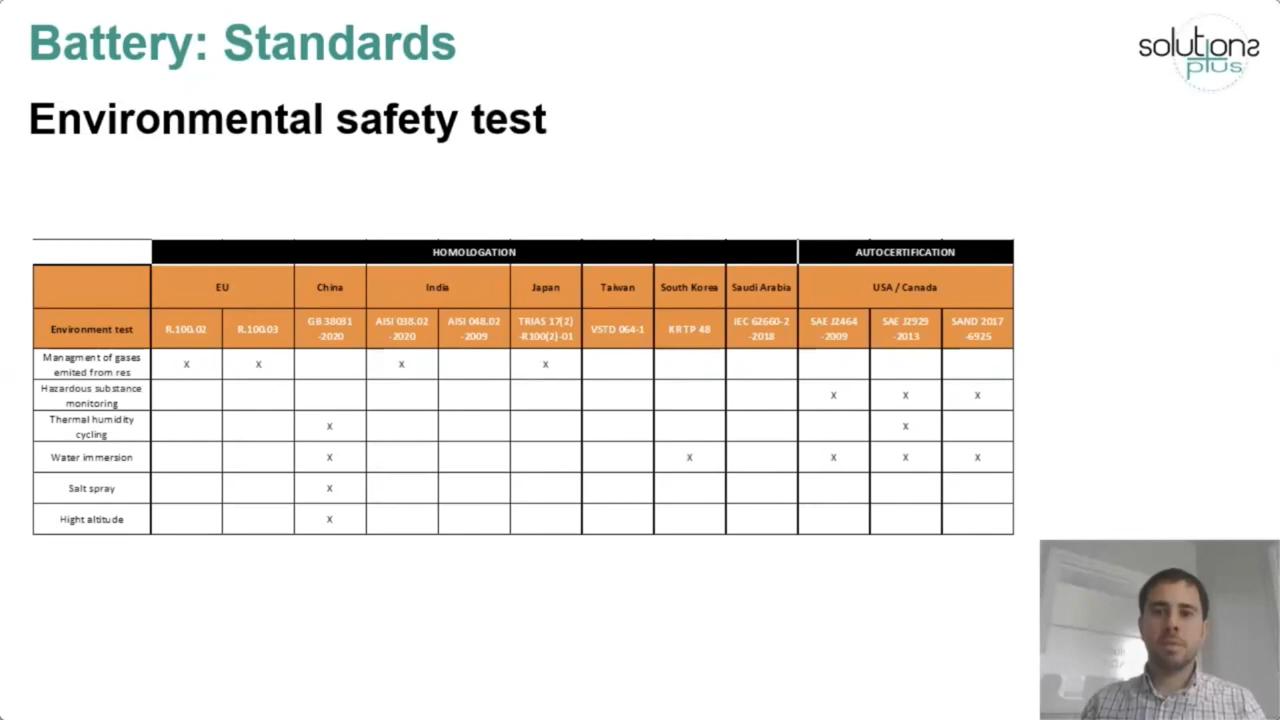 Battery: Standards
solutions
plus
Environmental safety test
HOMOLOGATION AUTOCERTIFICATION
EU China India Japan Taiwan South Korea Saudi Arabia USA / Canada
Environment test R.100.02 R.100.03 GB 38031 -2020 AISI 038.02 -2020 AISI 048.02 -2009 TRIAS 17(2) -R100(2)-01 VSTD 064-1 KRTP 48 IEC 62660-2 -2018 SAE J2464 -2009 SAE J2929 -2013 SAND 2017 -6925
Managment of gases
emited from res X X X X
Hazardous substance
monitoring X X X
Thermal humidity
cycling X X
Water immersion X X X X X
Salt spray X
Hight altitude X